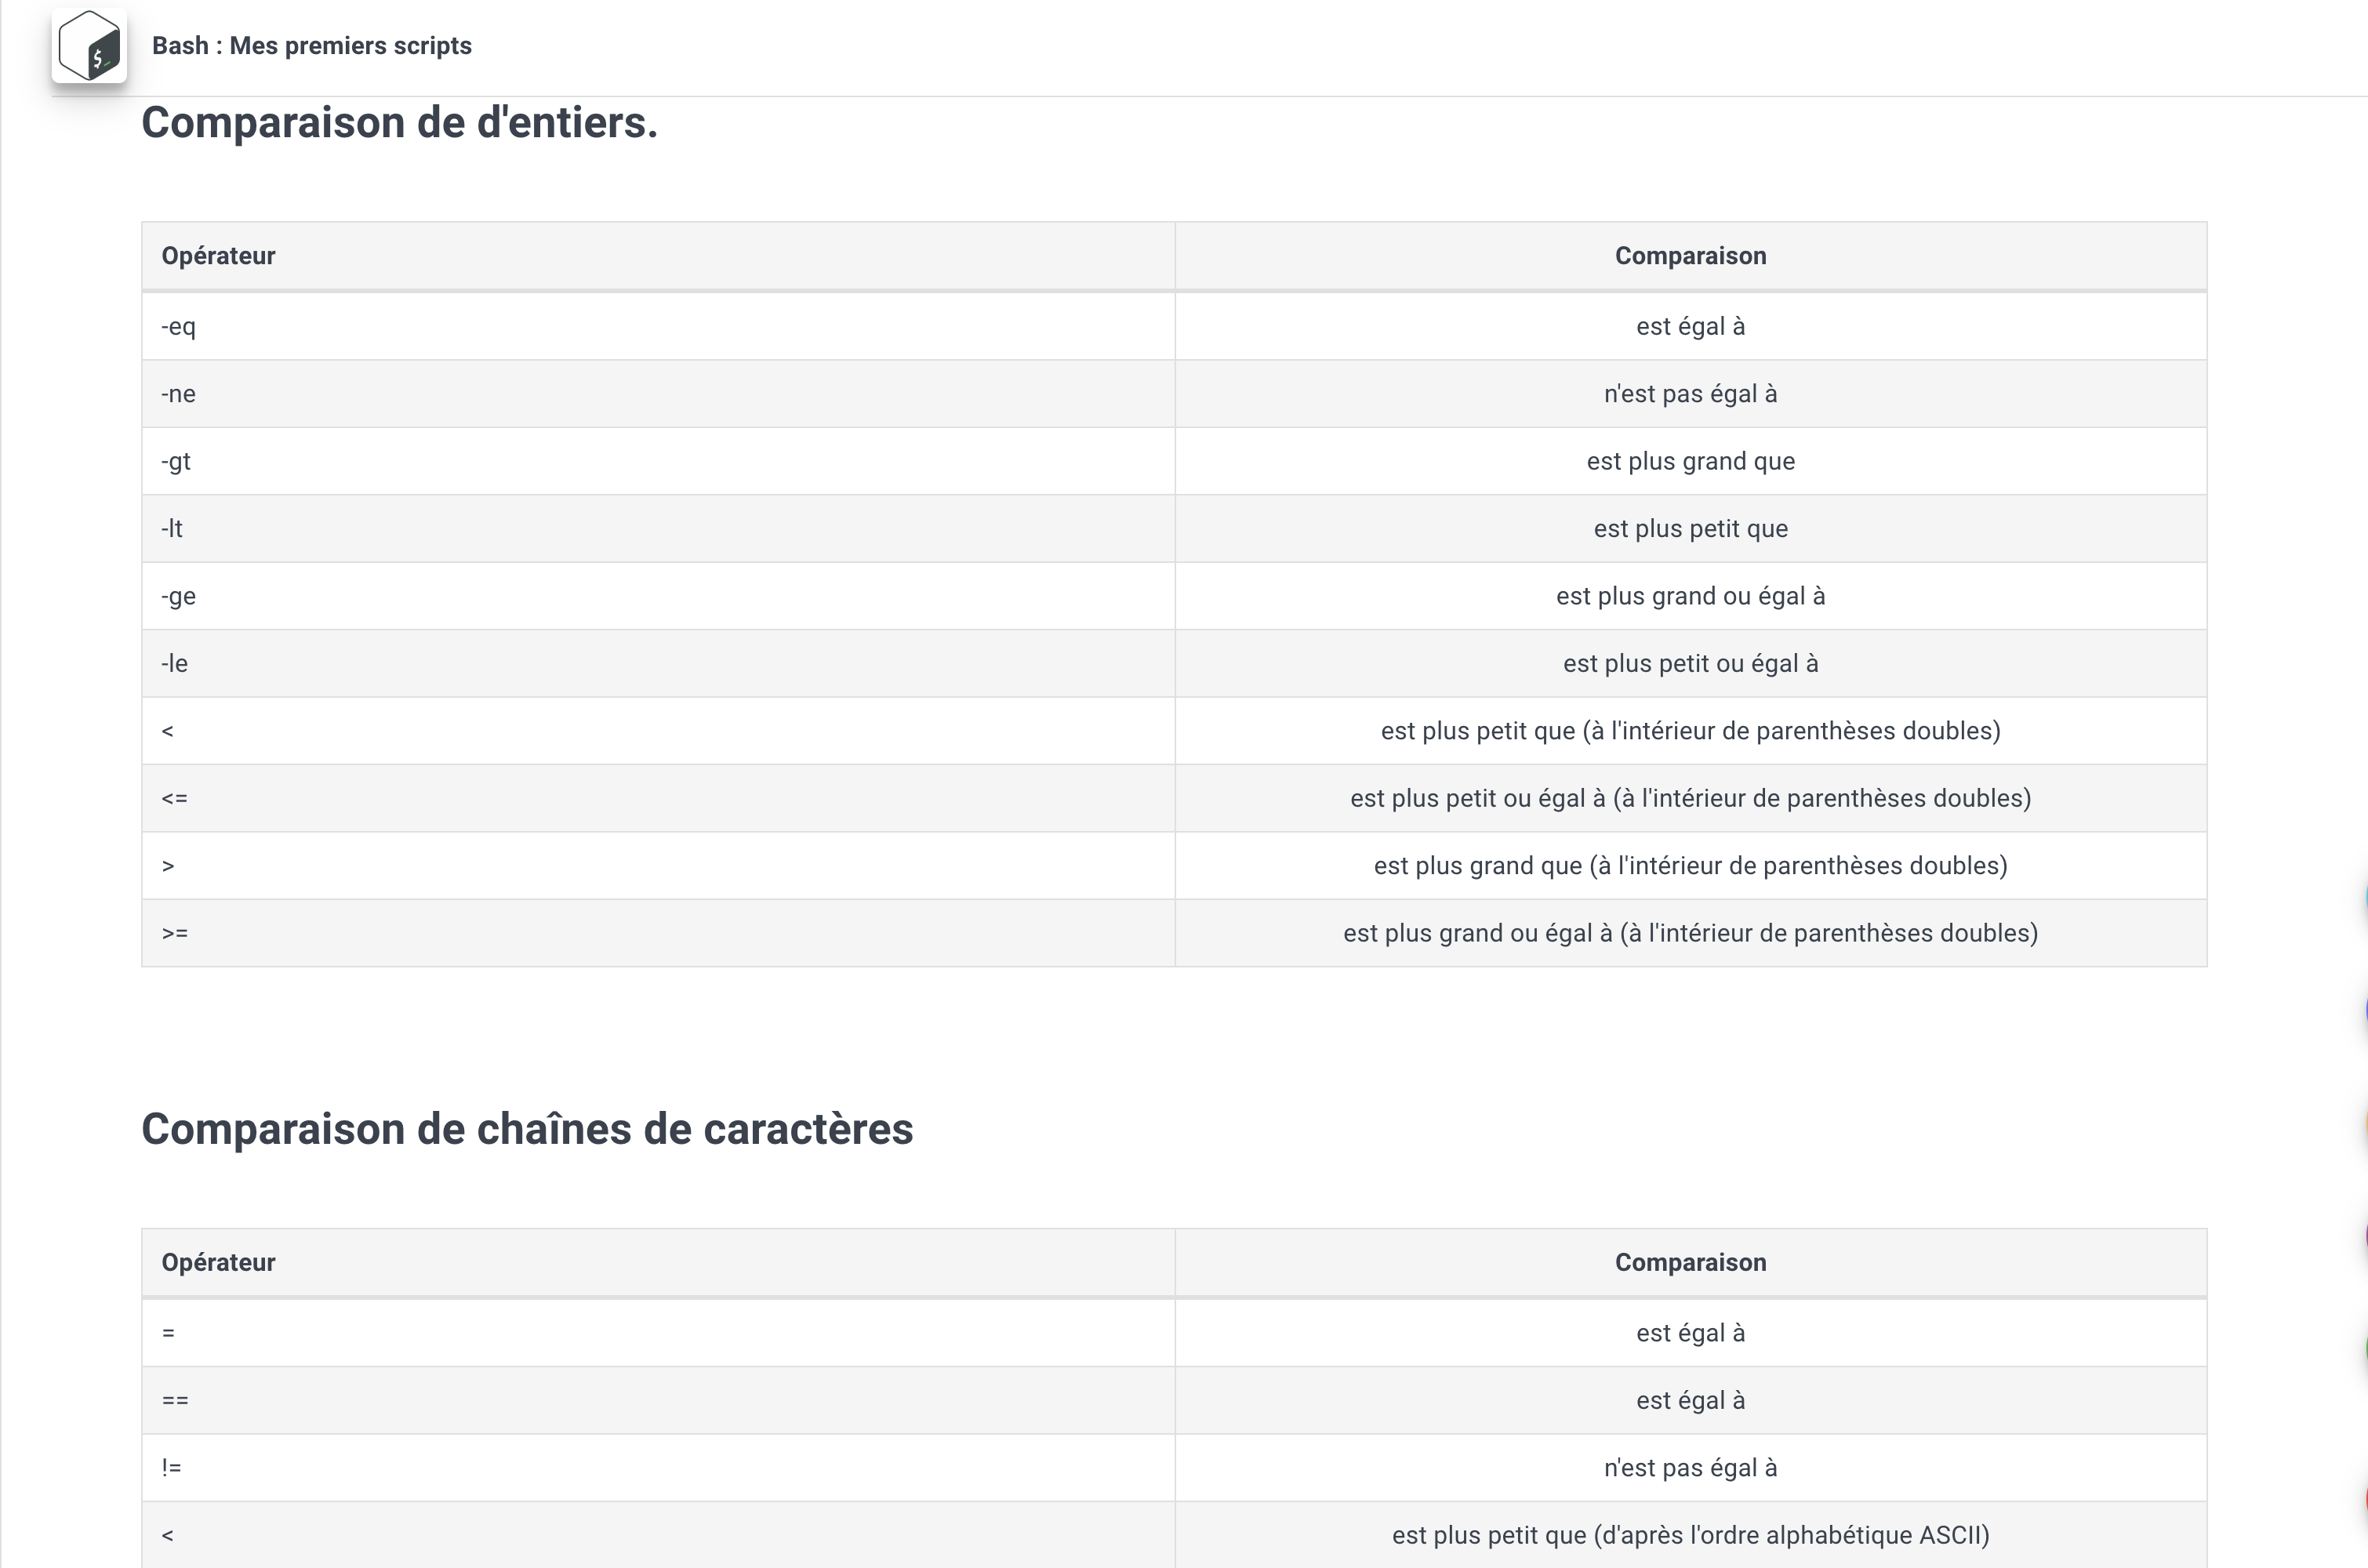 $_
Bash : Mes premiers scripts
Comparaison de d'entiers.
Opérateur Comparaison
-eq est égal à
-ne n'est pas égal à
-gt est plus grand que
-lt est plus petit que
-ge est plus grand ou égal à
-le est plus petit ou égal à
< est plus petit que (à l'intérieur de parenthèses doubles)
<= est plus petit ou égal à (à l'intérieur de parenthèses doubles)
> est plus grand que (à l'intérieur de parenthèses doubles)
>= est plus grand ou égal à (à l'intérieur de parenthèses doubles)
Comparaison de chaînes de caractères
Opérateur Comparaison
= est égal à
== est égal à
!= n'est pas égal à
< est plus petit que (d'après l'ordre alphabétique ASCII)